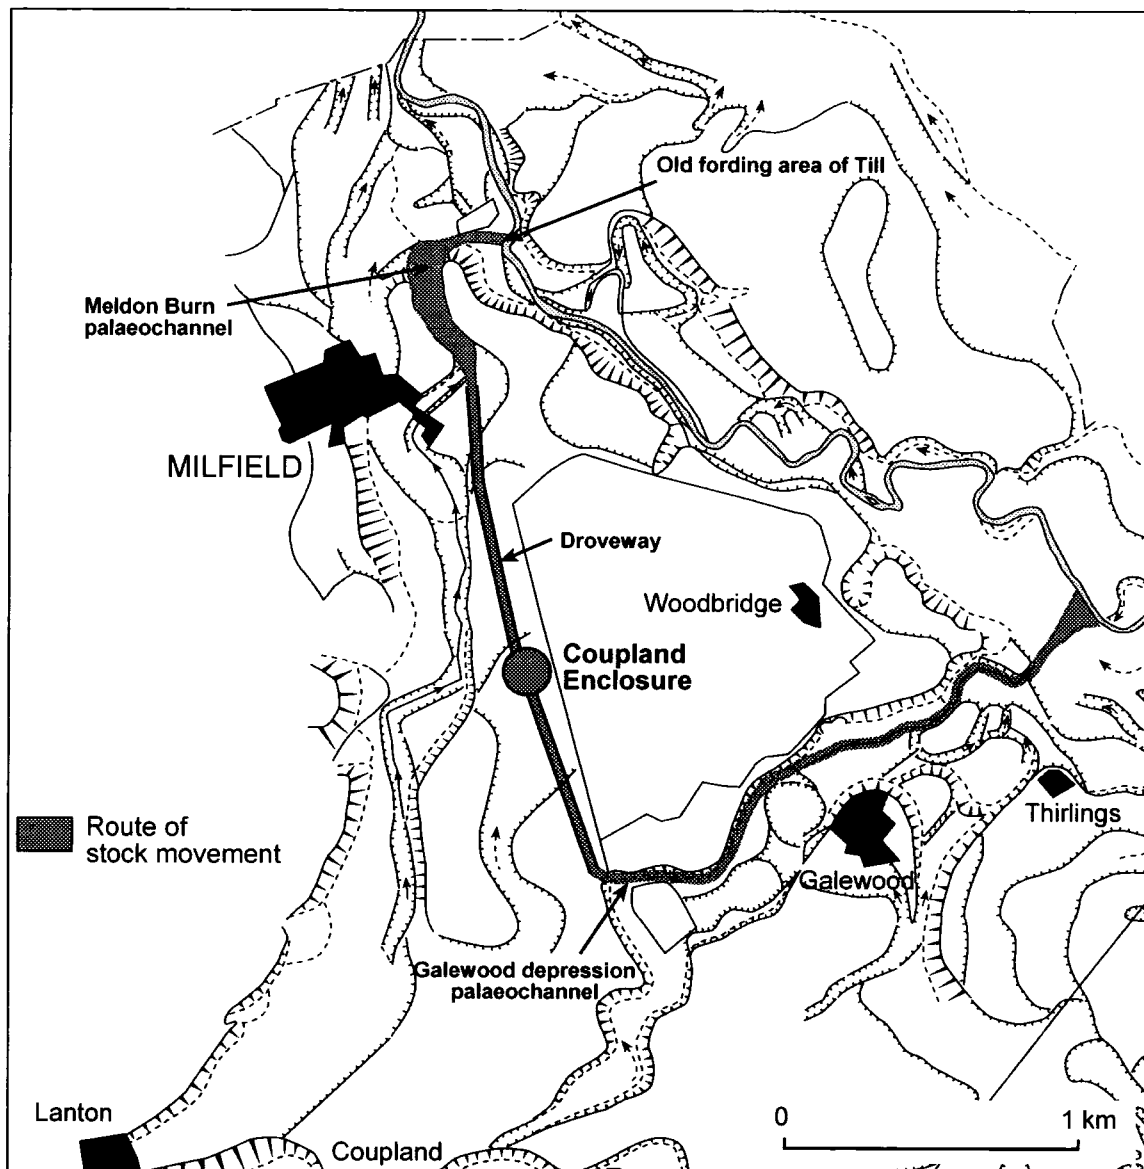 Old fording area of Till
Meldon Burn
palaeochannel
MILFIELD
Droveway
Woodbridge
Coupland
Enclosure
Route of
stock movement
Thirlings
Galewood
Galewood depression
palaeochannel
Lanton
Coupland
0
1 km